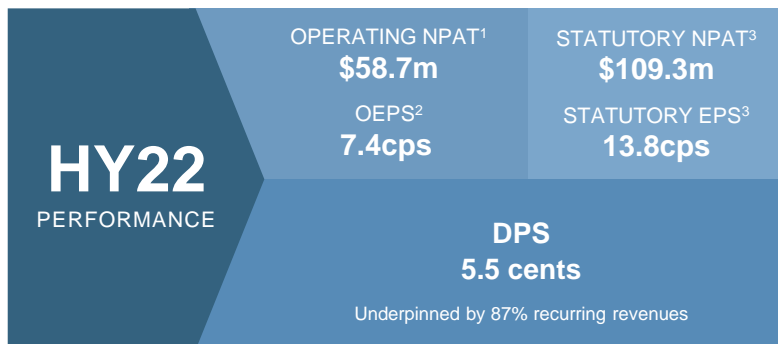 HY22
PERFORMANCE
OPERATING NPAT¹
$58.7m
OEPS²
7.4cps
STATUTORY NPAT³
$109.3m
STATUTORY EPS³
13.8cps
DPS
5.5 cents
Underpinned by 87% recurring revenues